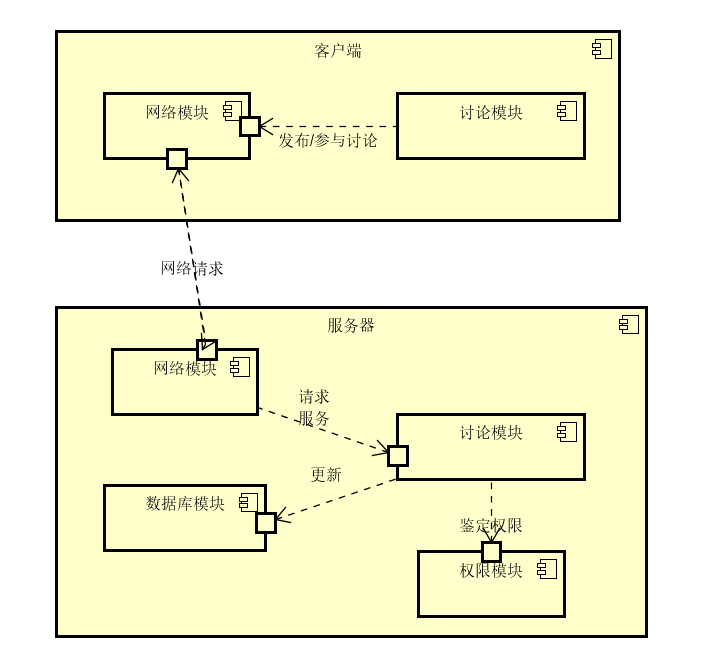 客户端
网络模块
讨论模块
发布/参与讨论
网络请求
服务器
网络模块
请求
服务
讨论模块
更新
数据库模块
鉴定权限
权限模块